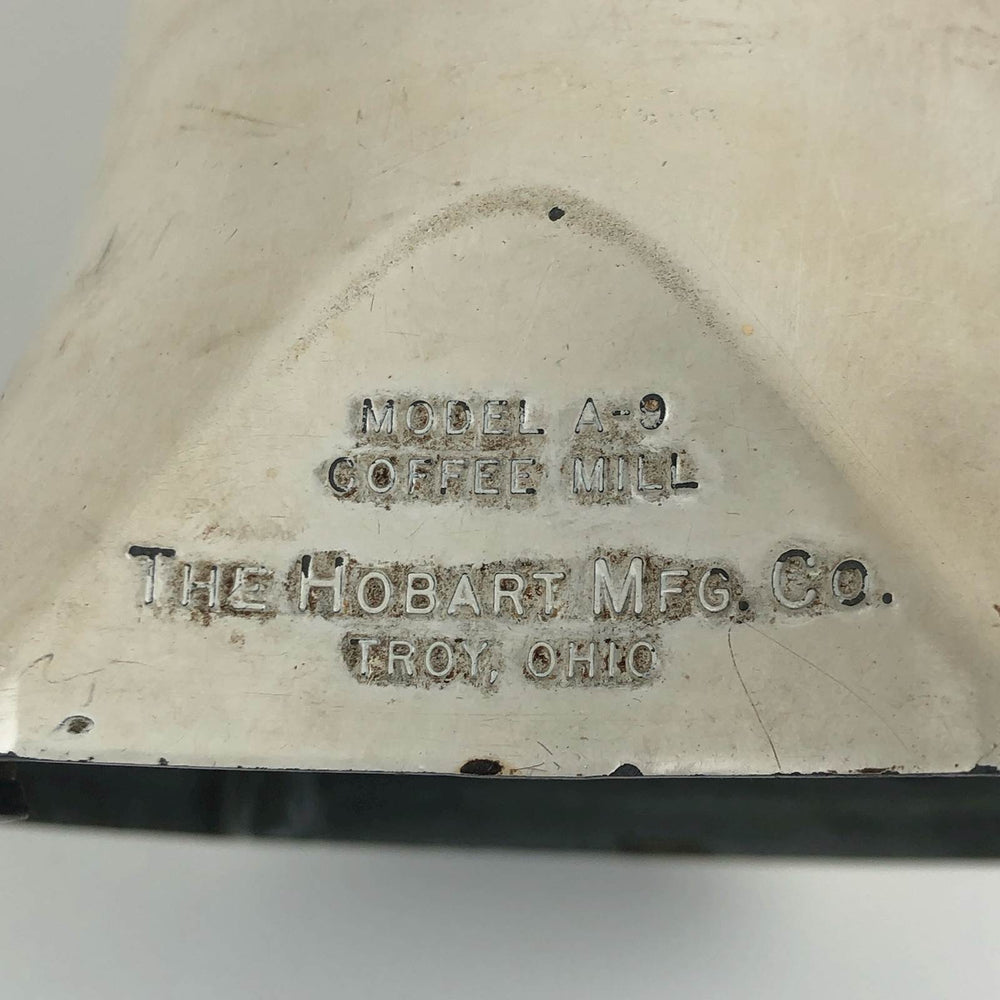 MODEL A-9
COFFEE MILL
THE HOBART MFG. CO.
TROY, OHIO